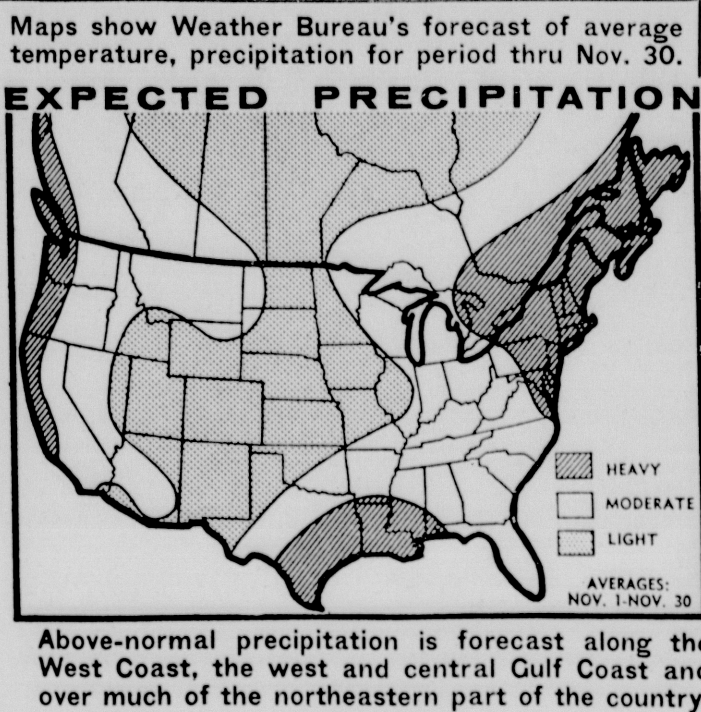 Maps show Weather Bureau's forecast of average
temperature, precipitation for period thru Nov. 30.
EXPECTED PRECIPITATION
HEAVY
MODERATE
LIGHT
AVERAGES:
NOV. 1-NOV. 30
Above-normal precipitation is forecast along the
West Coast, the west and central Gulf Coast and
over much of the northeastern part of the country